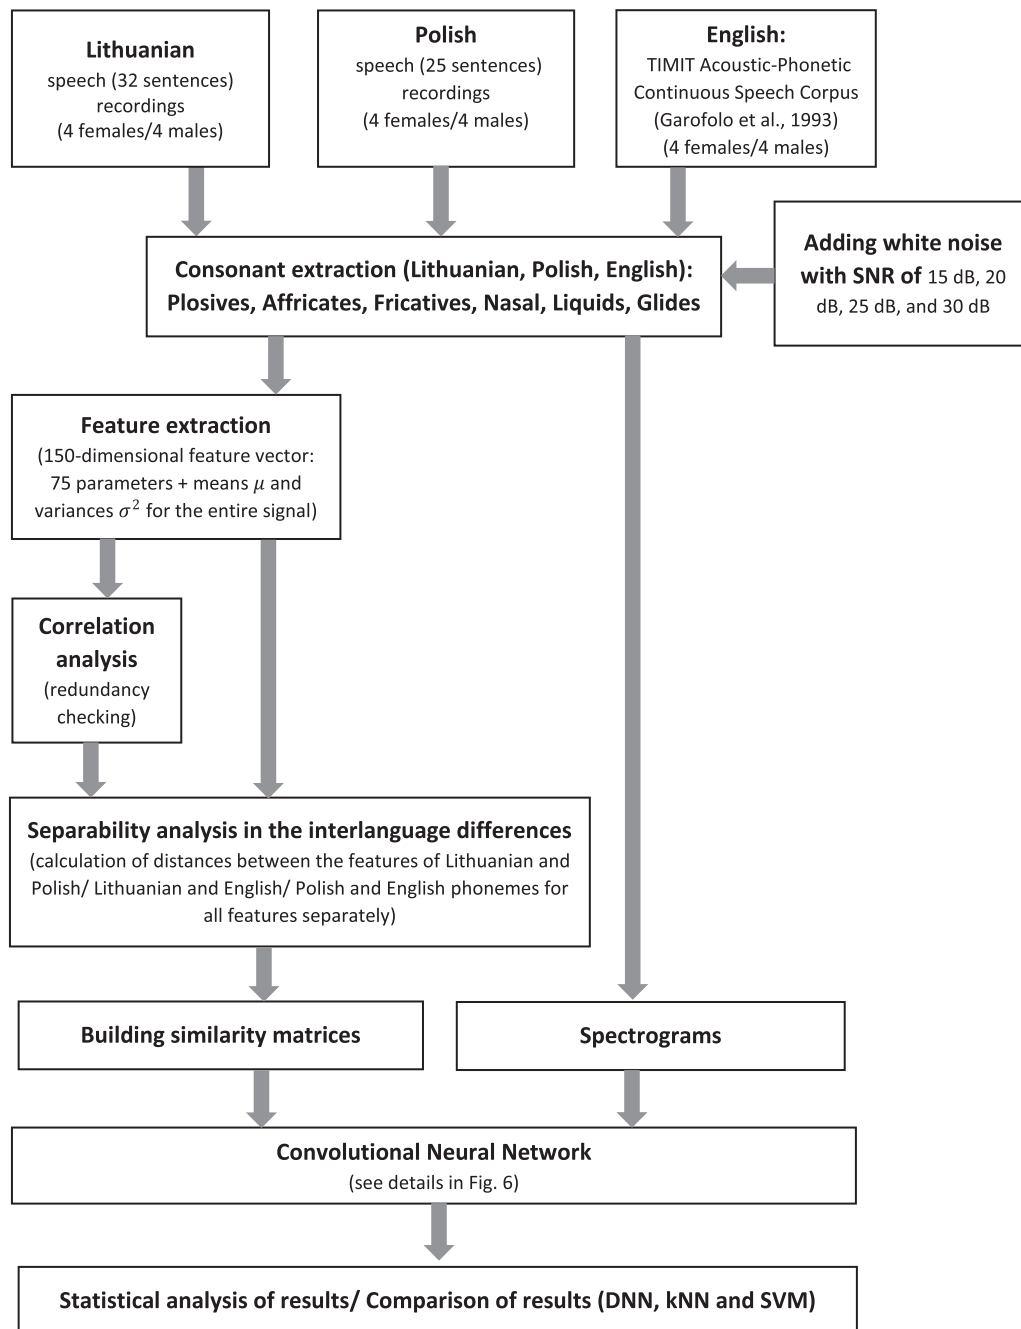 Lithuanian
speech (32 sentences)
recordings
(4 females/4 males)
Polish
speech (25 sentences)
recordings
(4 females/4 males)
English:
TIMIT Acoustic-Phonetic
Continuous Speech Corpus
(Garofolo et al., 1993)
(4 females/4 males)
Adding white noise
with SNR of 15 dB, 20
dB, 25 dB, and 30 dB
Consonant extraction (Lithuanian, Polish, English):
Plosives, Affricates, Fricatives, Nasal, Liquids, Glides
Feature extraction
(150-dimensional feature vector:
75 parameters + means μ and
variances σ² for the entire signal)
Correlation
analysis
(redundancy
checking)
Separability analysis in the interlanguage differences
(calculation of distances between the features of Lithuanian and
Polish/ Lithuanian and English/ Polish and English phonemes for
all features separately)
Building similarity matrices
Spectrograms
Convolutional Neural Network
(see details in Fig. 6)
Statistical analysis of results/ Comparison of results (DNN, kNN and SVM)